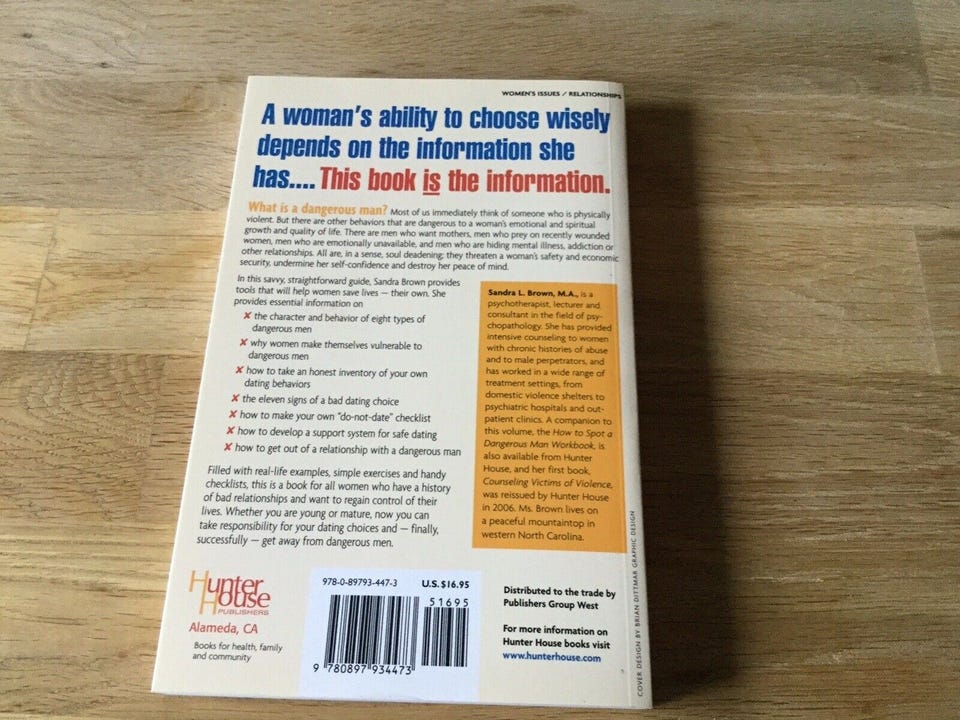 WOMEN'S ISSUES / RELATIONSHIPS
A woman's ability to choose wisely
depends on the information she
has.... This book is the information.
What is a dangerous man? Most of us immediately think of someone who is physically
violent. But there are other behaviors that are dangerous to a woman's emotional and spiritual
growth and quality of life. There are men who want mothers, men who prey on recently wounded
women, men who are emotionally unavailable, and men who are hiding mental illness, addiction or
other relationships. All are, in a sense, soul deadening; they threaten a woman's safety and economic
security, undermine her self-confidence and destroy her peace of mind.
In this savvy, straightforward guide, Sandra Brown provides
tools that will help women save lives — their own. She
provides essential information on
✗ the character and behavior of eight types of
dangerous men
✗ why women make themselves vulnerable to
dangerous men
✗ how to take an honest inventory of your own
dating behaviors
✗ the eleven signs of a bad dating choice
✗ how to make your own "do-not-date" checklist
✗ how to develop a support system for safe dating
✗ how to get out of a relationship with a dangerous man
Filled with real-life examples, simple exercises and handy
checklists, this is a book for all women who have a history
of bad relationships and want to regain control of their
lives. Whether you are young or mature, now you can
take responsibility for your dating choices and — finally,
successfully — get away from dangerous men.
Sandra L. Brown, M.A., is a
psychotherapist, lecturer and
consultant in the field of psy-
chopathology. She has provided
intensive counseling to women
with chronic histories of abuse
and to male perpetrators, and
has worked in a wide range of
treatment settings, from
domestic violence shelters to
psychiatric hospitals and out-
patient clinics. A companion to
this volume, the How to Spot a
Dangerous Man Workbook, is
also available from Hunter
House, and her first book,
Counseling Victims of Violence,
was reissued by Hunter House
in 2006. Ms. Brown lives on
a peaceful mountaintop in
western North Carolina.
Hunter
House
PUBLISHERS
Alameda, CA
Books for health, family
and community
978-0-89793-447-3 U.S. $16.95
51695
9 780897 934473
Distributed to the trade by
Publishers Group West
For more information on
Hunter House books visit
www.hunterhouse.com
COVER DESIGN BY BRIAN DITTMAR GRAPHIC DESIGN